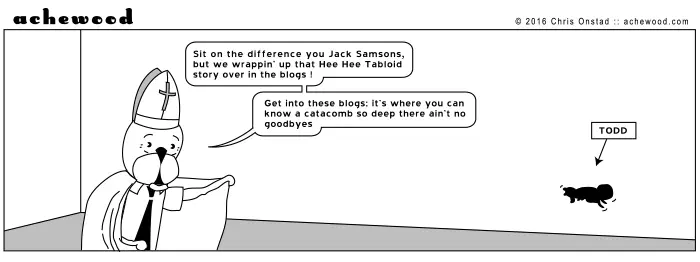 achewood
© 2016 Chris Onstad :: achewood.com
Sit on the difference you Jack Samsons,
but we wrappin' up that Hee Hee Tabloid
story over in the blogs !
Get into these blogs: it's where you can
know a catacomb so deep there ain't no
goodbyes
TODD